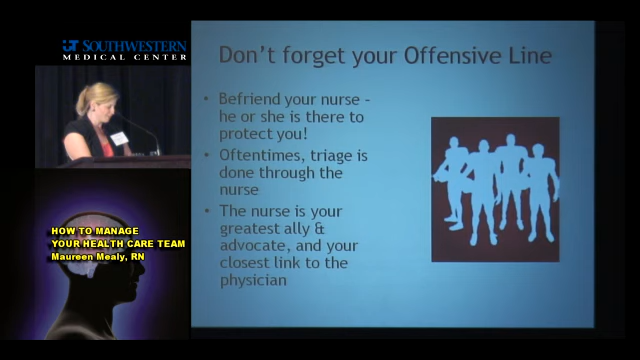 UT SOUTHWESTERN
MEDICAL CENTER
Don't forget your Offensive Line
• Befriend your nurse –
he or she is there to
protect you!
• Oftentimes, triage is
done through the
nurse
• The nurse is your
greatest ally &
advocate, and your
closest link to the
physician
HOW TO MANAGE
YOUR HEALTH CARE TEAM
Maureen Mealy, RN